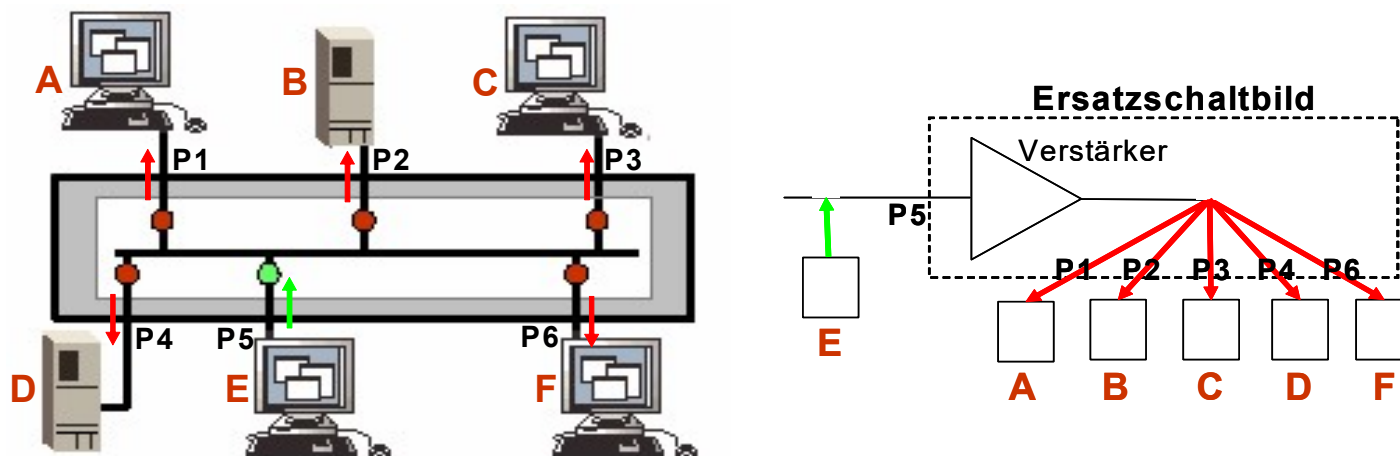 A
B
C
P1
P2
P3
P4
P5
P6
D
E
F
Ersatzschaltbild
Verstärker
P5
P1 P2 P3 P4 P6
E
A B C D F